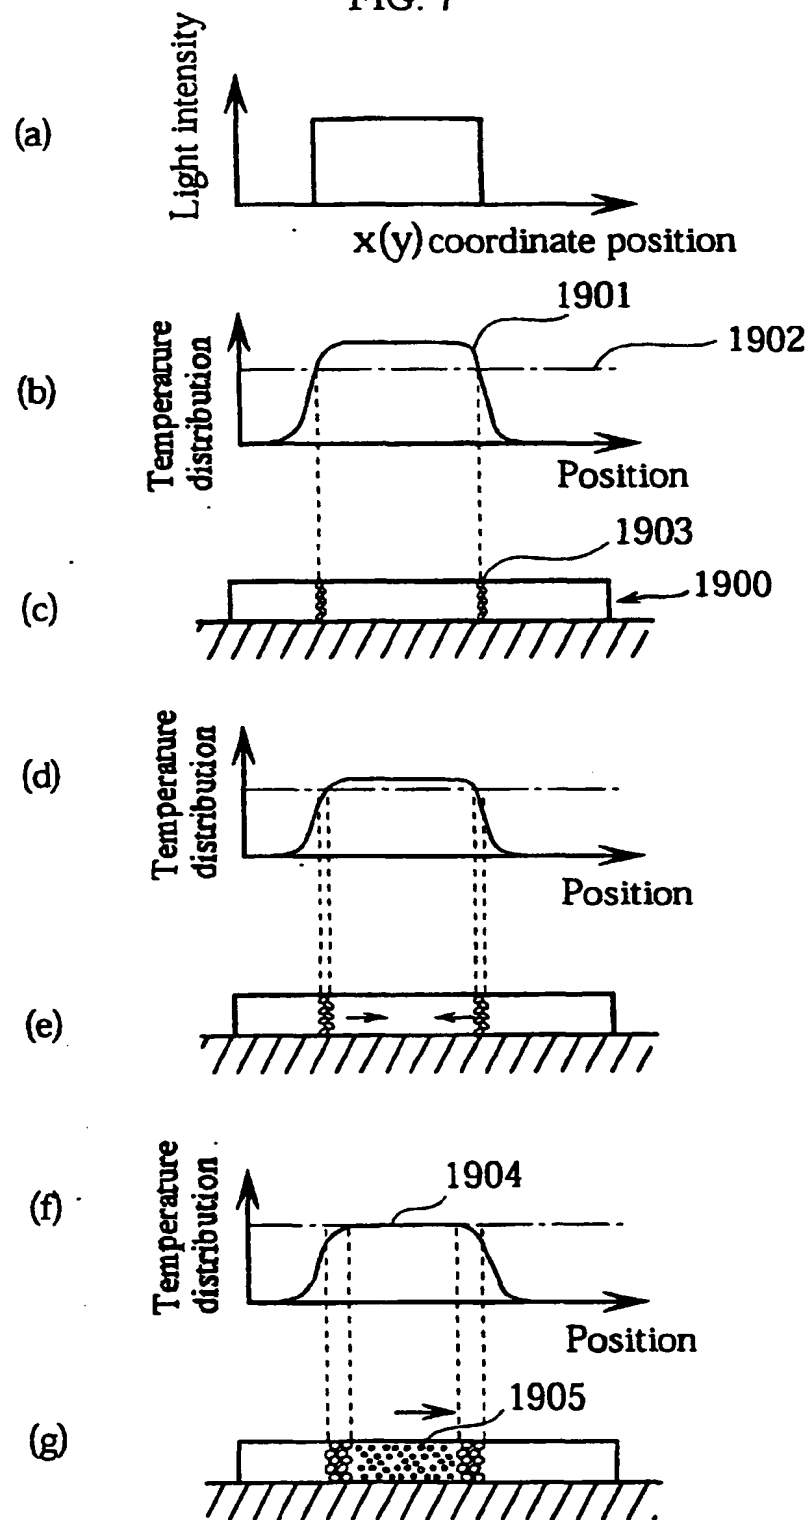 FIG. 7
(a)
Light intensity
x(y) coordinate position
1901
1902
(b)
Temperature
distribution
Position
1903
1900
(c)
(d)
Temperature
distribution
Position
(e)
1904
(f)
Temperature
distribution
Position
1905
(g)